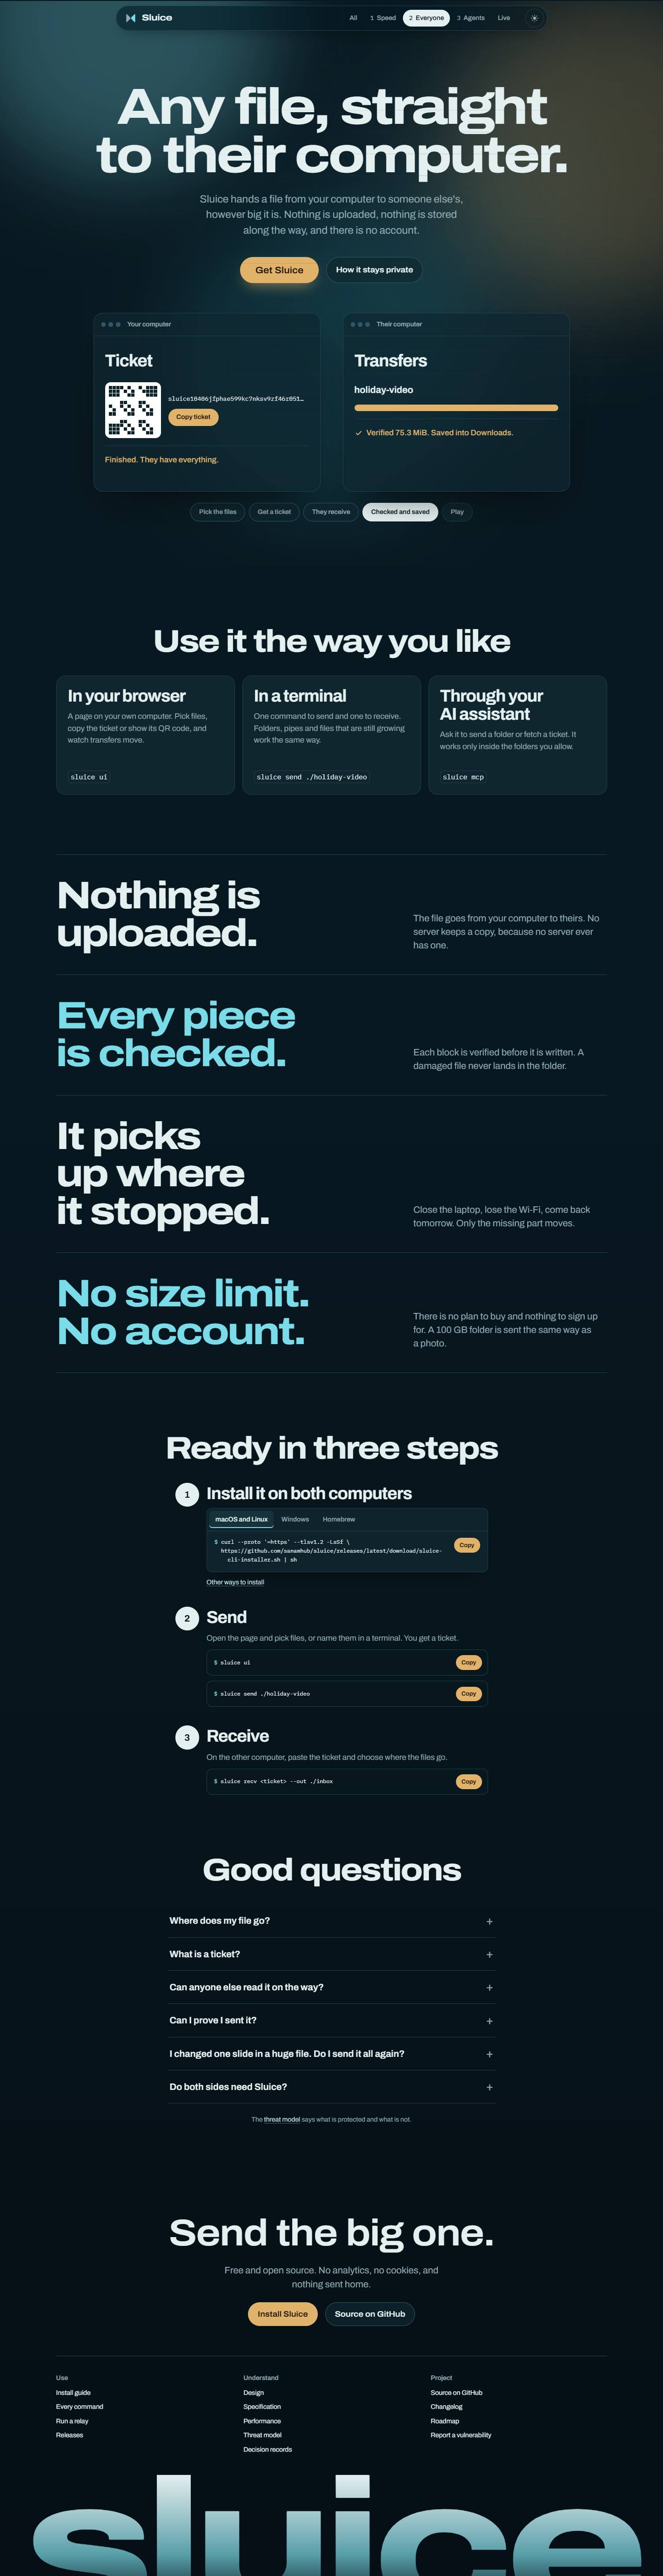 Sluice
All
1 Speed
2 Everyone
3 Agents
Live
Any file, straight
to their computer.
Sluice hands a file from your computer to someone else's,
however big it is. Nothing is uploaded, nothing is stored
along the way, and there is no account.
Get Sluice
How it stays private
Your computer
Ticket
Copy ticket
Finished. They have everything.
Their computer
Transfers
holiday-video
Verified 75.3 MiB. Saved into Downloads.
Pick the files
Get a ticket
They receive
Checked and saved
Play
Use it the way you like
In your browser
A page on your own computer. Pick files,
copy the ticket or show its QR code, and
watch transfers move.
sluice ui
In a terminal
One command to send and one to receive.
Folders, pipes and files that are still growing
work the same way.
sluice send ./holiday-video
Through your
AI assistant
Ask it to send a folder or fetch a ticket. It
works only inside the folders you allow.
sluice mcp
Nothing is
uploaded.
The file goes from your computer to theirs. No
server keeps a copy, because no server ever
has one.
Every piece
is checked.
Each block is verified before it is written. A
damaged file never lands in the folder.
It picks
up where
it stopped.
Close the laptop, lose the Wi-Fi, come back
tomorrow. Only the missing part moves.
No size limit.
No account.
There is no plan to buy and nothing to sign up
for. A 100 GB folder is sent the same way as
a photo.
Ready in three steps
1
Install it on both computers
macOS and Linux
Windows
Homebrew
$ curl --proto '=https' --tlsv1.2 -LsSf \
https://github.com/sanamhub/sluice/releases/latest/download/sluice-
cli-installer.sh | sh
Copy
Other ways to install
2
Send
Open the page and pick files, or name them in a terminal. You get a ticket.
$ sluice ui
Copy
$ sluice send ./holiday-video
Copy
3
Receive
On the other computer, paste the ticket and choose where the files go.
$ sluice recv <ticket> --out ./inbox
Copy
Good questions
Where does my file go?
What is a ticket?
Can anyone else read it on the way?
Can I prove I sent it?
I changed one slide in a huge file. Do I send it all again?
Do both sides need Sluice?
The threat model says what is protected and what is not.
Send the big one.
Free and open source. No analytics, no cookies, and
nothing sent home.
Install Sluice
Source on GitHub
Use
Install guide
Every command
Run a relay
Releases
Understand
Design
Specification
Performance
Threat model
Decision records
Project
Source on GitHub
Changelog
Roadmap
Report a vulnerability
sluice